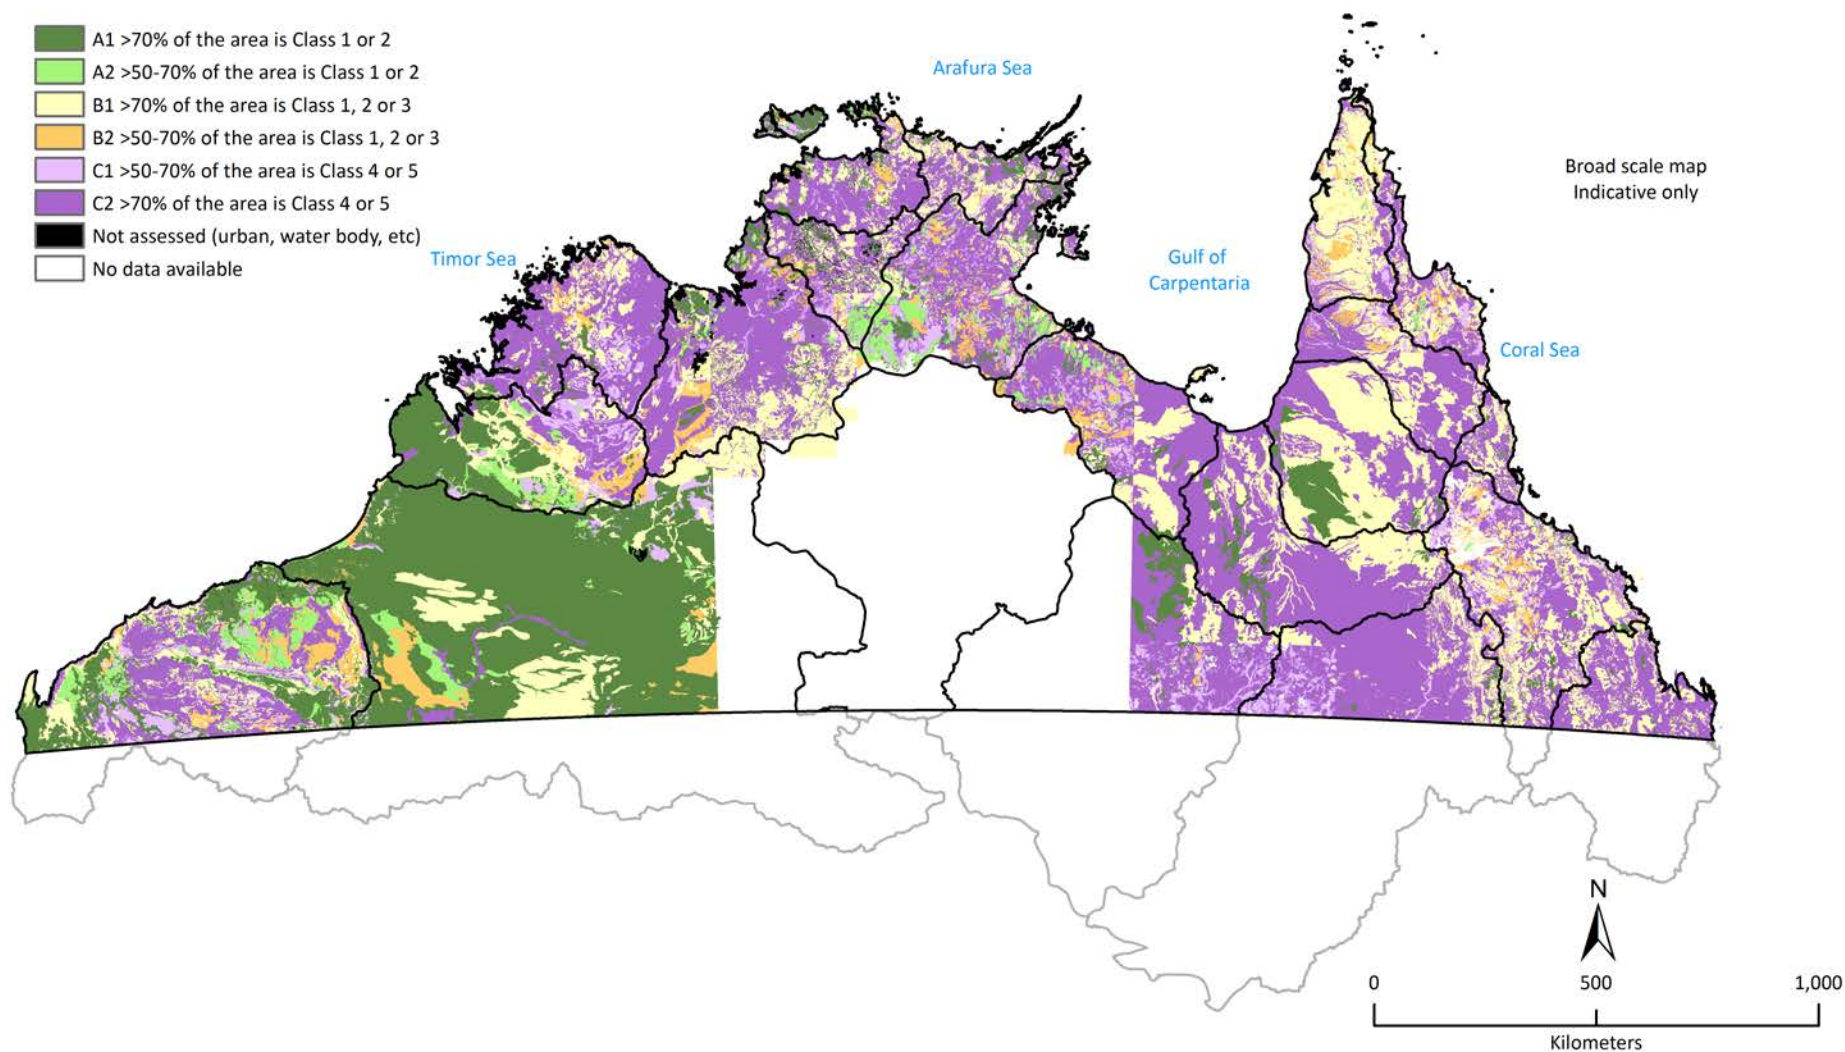 A1 >70% of the area is Class 1 or 2
A2 >50-70% of the area is Class 1 or 2
B1 >70% of the area is Class 1, 2 or 3
B2 >50-70% of the area is Class 1, 2 or 3
C1 >50-70% of the area is Class 4 or 5
C2 >70% of the area is Class 4 or 5
Not assessed (urban, water body, etc)
No data available
Arafura Sea
Broad scale map
Indicative only
Timor Sea
Gulf of
Carpentaria
Coral Sea
N
0 500 1,000
Kilometers